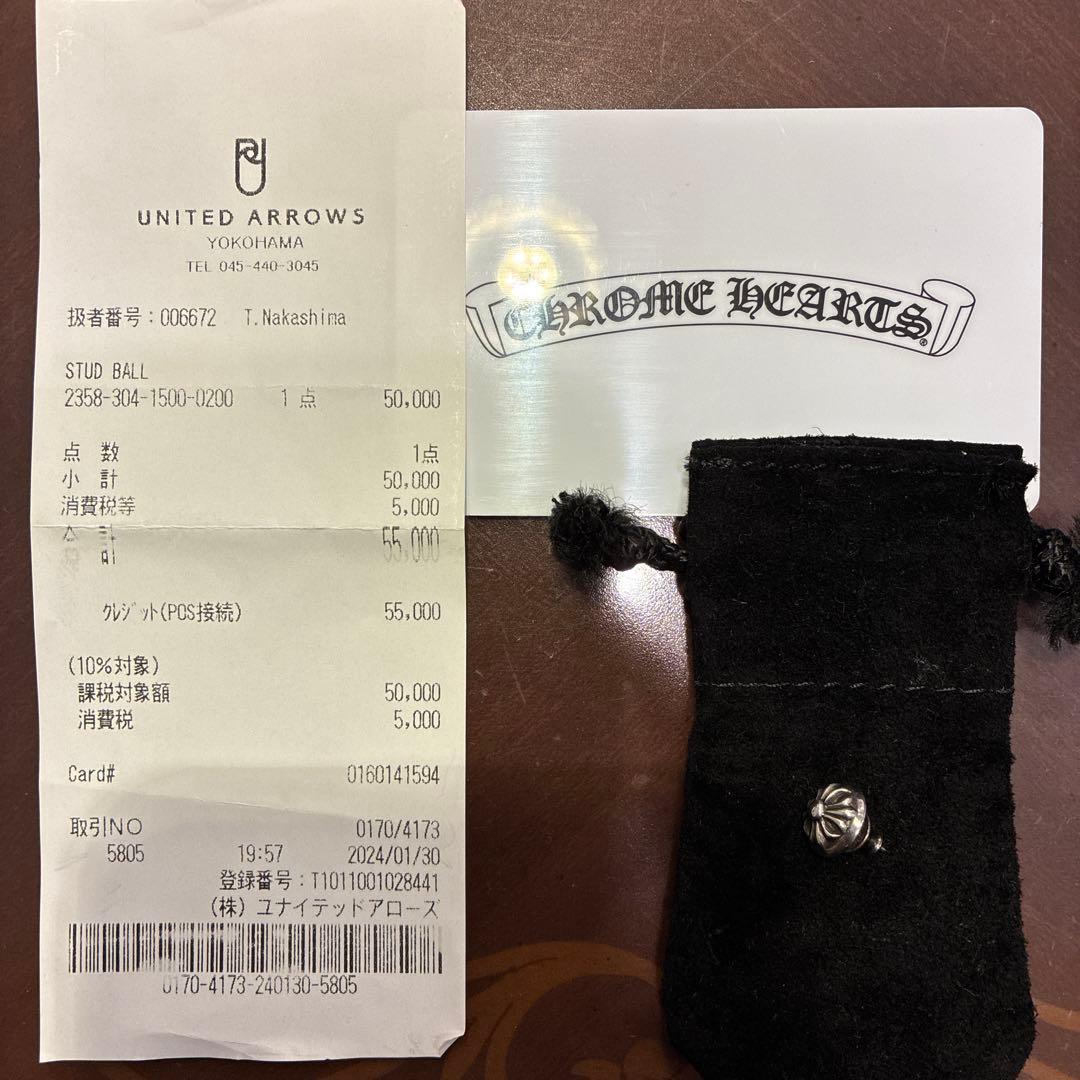 UNITED ARROWS
YOKOHAMA
TEL 045-440-3045
扱者番号：006672 T.Nakashima
STUD BALL
2358-304-1500-0200 1 点 50,000
点 数 1点
小 計 50,000
消費税等 5,000
合 計 55,000
ｸﾚｼﾞｯﾄ(POS接続) 55,000
(10%対象)
課税対象額 50,000
消費税 5,000
Card# 0160141594
取引NO 0170/4173
5805 19:57 2024/01/30
登録番号：T1011001028441
(株) ユナイテッドアローズ
0170-4173-240130-5805
CHROME HEARTS®